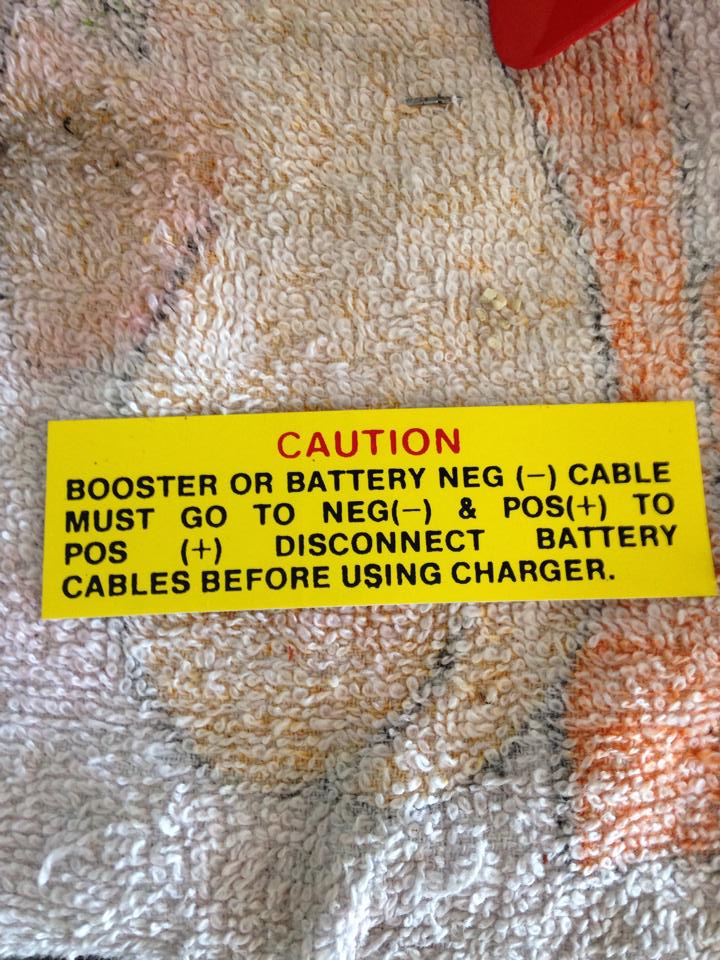 CAUTION
BOOSTER OR BATTERY NEG (-) CABLE
MUST GO TO NEG(-) & POS(+) TO
POS (+) DISCONNECT BATTERY
CABLES BEFORE USING CHARGER.